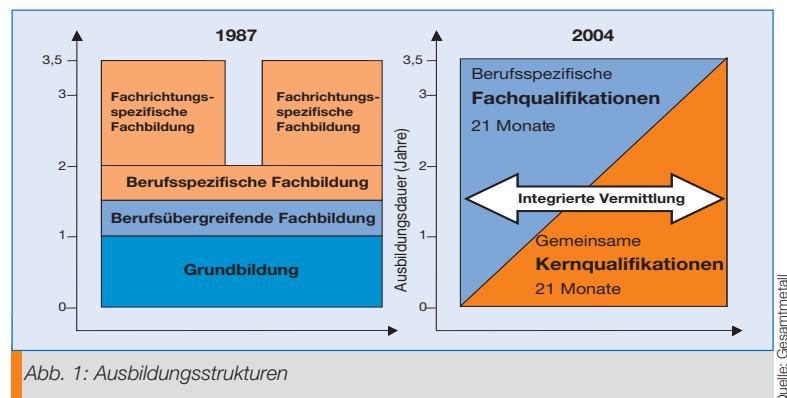 1987
3,5
3
2
1
0
Fachrichtungs-
spezifische
Fachbildung
Fachrichtungs-
spezifische
Fachbildung
Berufsspezifische Fachbildung
Berufsübergreifende Fachbildung
Grundbildung
Ausbildungsdauer (Jahre)
2004
3,5
3
2
1
0
Berufsspezifische
Fachqualifikationen
21 Monate
Integrierte Vermittlung
Gemeinsame
Kernqualifikationen
21 Monate
Quelle: Gesamtmetall
Abb. 1: Ausbildungsstrukturen